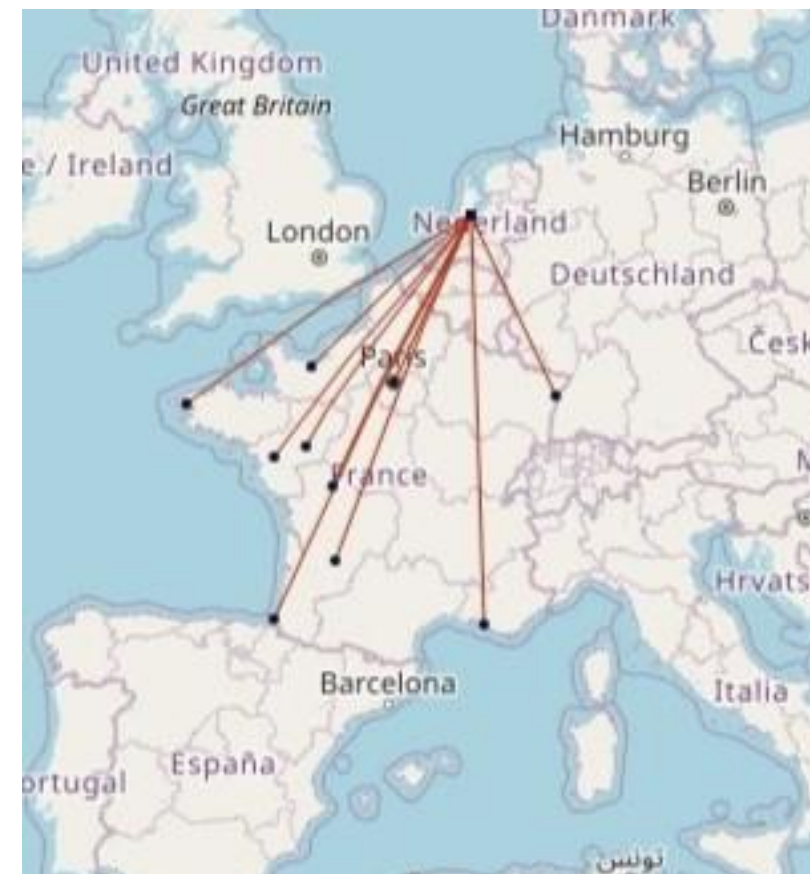 Danmark
United Kingdom
Great Britain
Hamburg
e / Ireland
Berlin
Nederland
London
Deutschland
Paris
Česk
France
N
Hrvats
Barcelona
Italia
España
ortugal
تونس